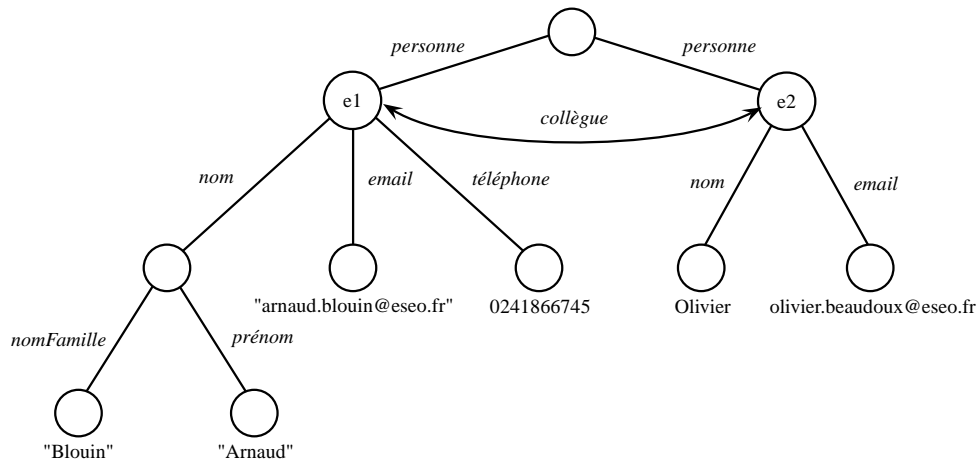 personne
personne
e1
e2
collègue
nom
email
téléphone
nom
email
"arnaud.blouin@eseo.fr"
0241866745
Olivier
olivier.beaudoux@eseo.fr
nomFamille
prénom
"Blouin"
"Arnaud"